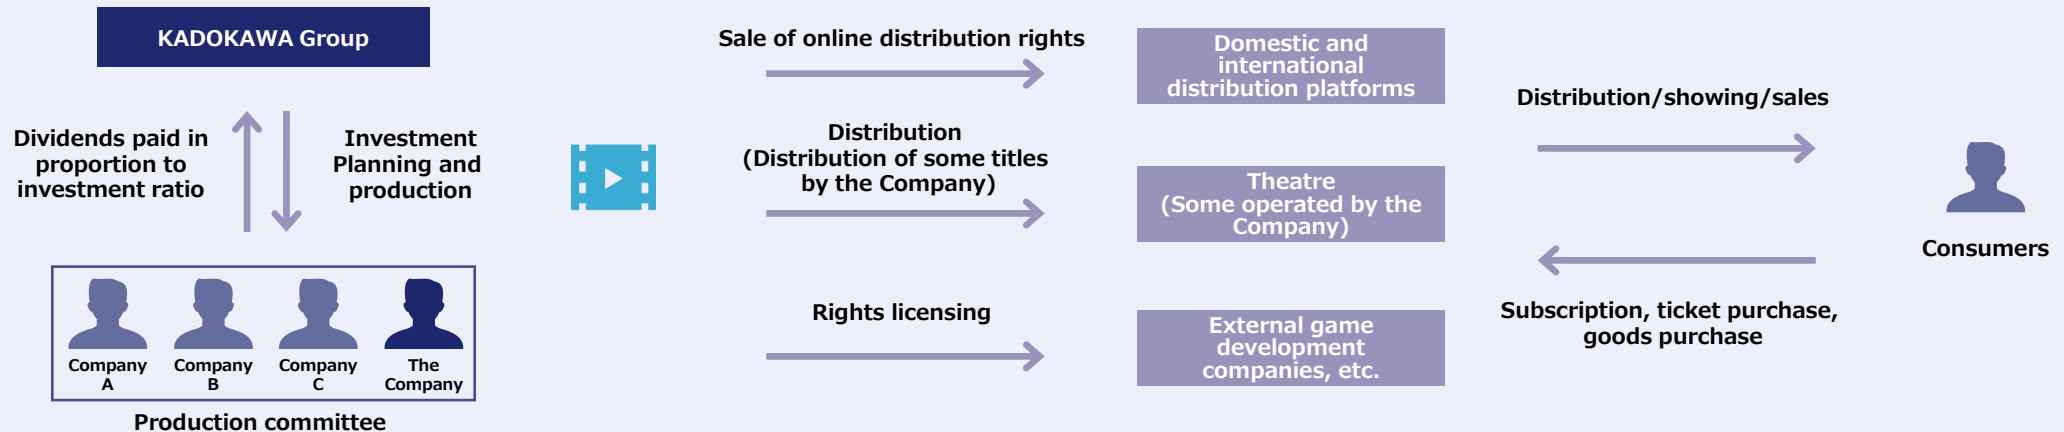 KADOKAWA Group
Dividends paid in
proportion to
investment ratio
Investment
Planning and
production
Company
A
Company
B
Company
C
The
Company
Production committee
Sale of online distribution rights
Distribution
(Distribution of some titles
by the Company)
Rights licensing
Domestic and
international
distribution platforms
Theatre
(Some operated by the
Company)
External game
development
companies, etc.
Distribution/showing/sales
Subscription, ticket purchase,
goods purchase
Consumers